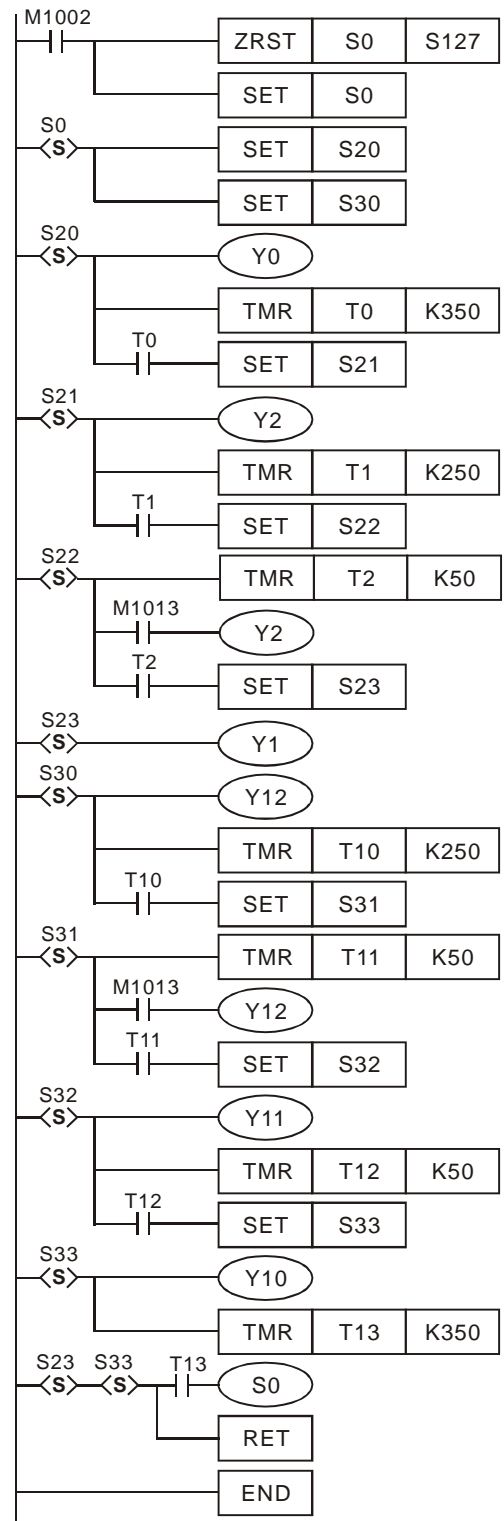 M1002
ZRST S0 S127
SET S0
S0
S
SET S20
SET S30
S20
S
Y0
TMR T0 K350
T0
SET S21
S21
S
Y2
TMR T1 K250
T1
SET S22
S22
S
TMR T2 K50
M1013
Y2
T2
SET S23
S23
S
Y1
S30
S
Y12
TMR T10 K250
T10
SET S31
S31
S
TMR T11 K50
M1013
Y12
T11
SET S32
S32
S
Y11
TMR T12 K50
T12
SET S33
S33
S
Y10
TMR T13 K350
S23 S33 T13
S S
S0
RET
END